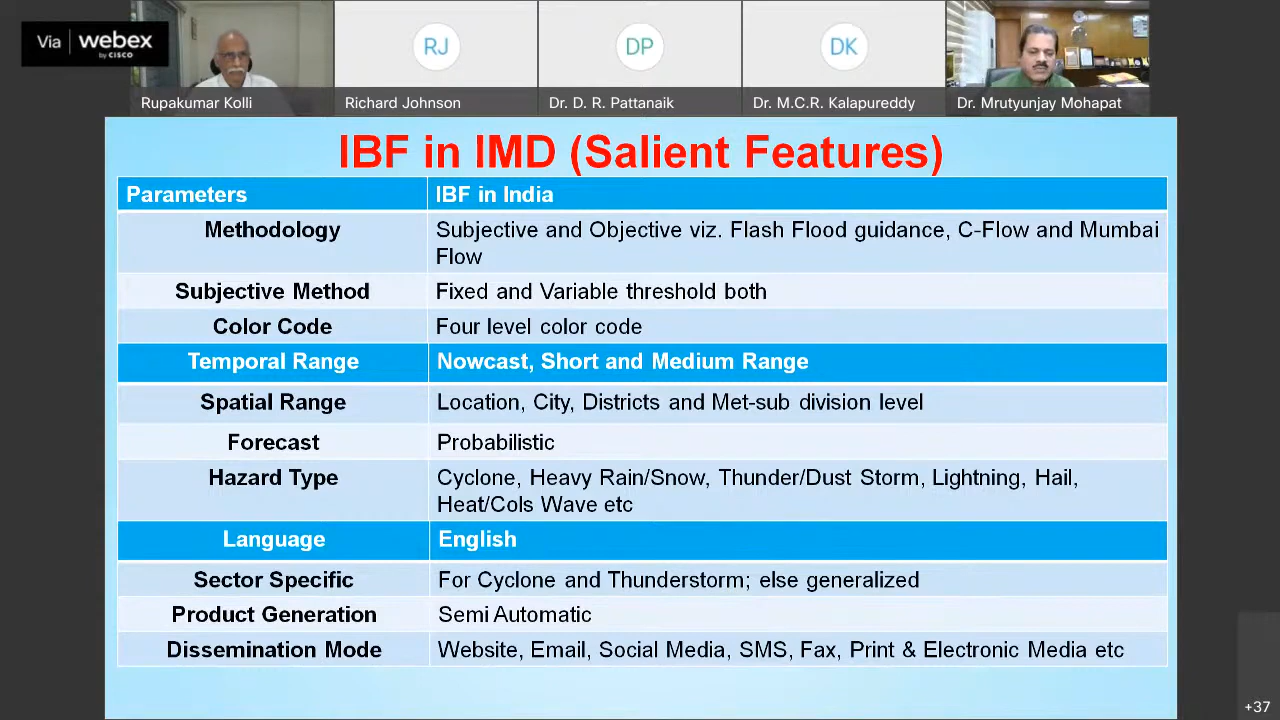 Via webex
by CISCO
RJ
DP
DK
Rupakumar Kolli
Richard Johnson
Dr. D. R. Pattanaik
Dr. M.C.R. Kalapureddy
Dr. Mrutyunjay Mohapat
IBF in IMD (Salient Features)
Parameters IBF in India
Methodology Subjective and Objective viz. Flash Flood guidance, C-Flow and Mumbai
Flow
Subjective Method Fixed and Variable threshold both
Color Code Four level color code
Temporal Range Nowcast, Short and Medium Range
Spatial Range Location, City, Districts and Met-sub division level
Forecast Probabilistic
Hazard Type Cyclone, Heavy Rain/Snow, Thunder/Dust Storm, Lightning, Hail,
Heat/Cols Wave etc
Language English
Sector Specific For Cyclone and Thunderstorm; else generalized
Product Generation Semi Automatic
Dissemination Mode Website, Email, Social Media, SMS, Fax, Print & Electronic Media etc
+37